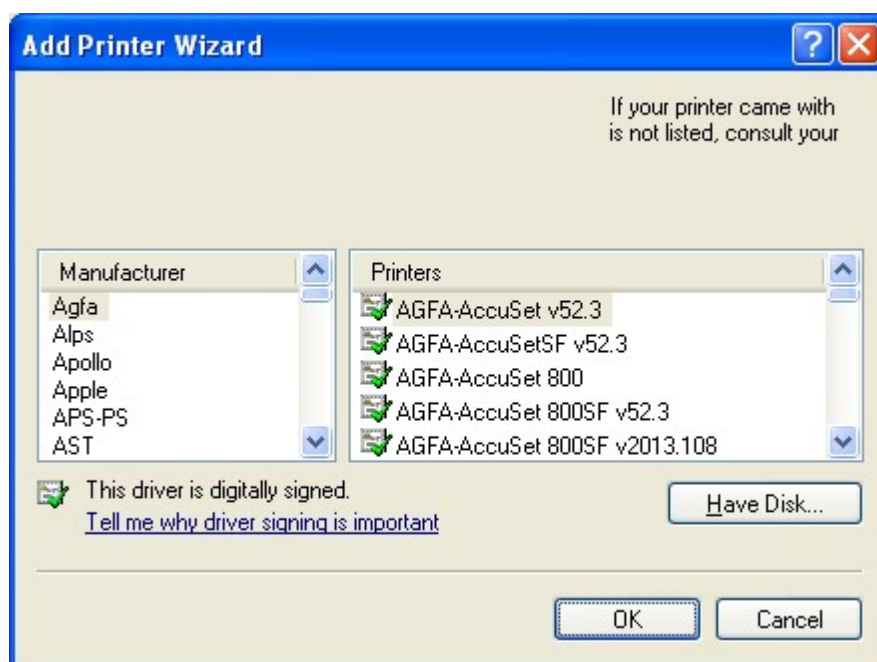 Add Printer Wizard
If your printer came with
is not listed, consult your
Manufacturer
Agfa
Alps
Apollo
Apple
APS-PS
AST
Printers
AGFA-AccuSet v52.3
AGFA-AccuSetSF v52.3
AGFA-AccuSet 800
AGFA-AccuSet 800SF v52.3
AGFA-AccuSet 800SF v2013.108
This driver is digitally signed.
Tell me why driver signing is important
Have Disk...
OK
Cancel